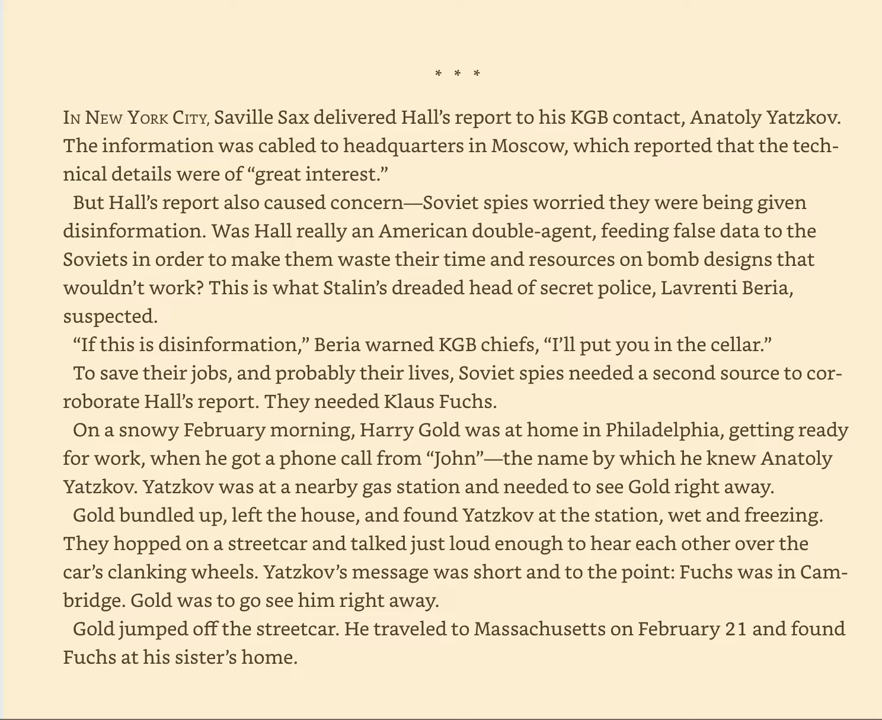 * * *
In New York City, Saville Sax delivered Hall’s report to his KGB contact, Anatoly Yatzkov.
The information was cabled to headquarters in Moscow, which reported that the tech-
nical details were of “great interest.”
But Hall’s report also caused concern—Soviet spies worried they were being given
disinformation. Was Hall really an American double-agent, feeding false data to the
Soviets in order to make them waste their time and resources on bomb designs that
wouldn’t work? This is what Stalin’s dreaded head of secret police, Lavrenti Beria,
suspected.
“If this is disinformation,” Beria warned KGB chiefs, “I’ll put you in the cellar.”
To save their jobs, and probably their lives, Soviet spies needed a second source to cor-
roborate Hall’s report. They needed Klaus Fuchs.
On a snowy February morning, Harry Gold was at home in Philadelphia, getting ready
for work, when he got a phone call from “John”—the name by which he knew Anatoly
Yatzkov. Yatzkov was at a nearby gas station and needed to see Gold right away.
Gold bundled up, left the house, and found Yatzkov at the station, wet and freezing.
They hopped on a streetcar and talked just loud enough to hear each other over the
car’s clanking wheels. Yatzkov’s message was short and to the point: Fuchs was in Cam-
bridge. Gold was to go see him right away.
Gold jumped off the streetcar. He traveled to Massachusetts on February 21 and found
Fuchs at his sister’s home.